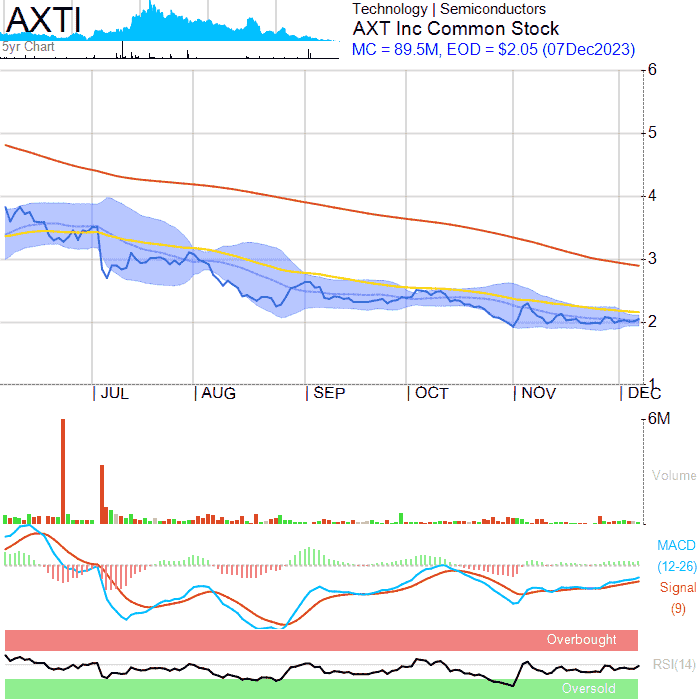 AXTI
5yr Chart
Technology | Semiconductors
AXT Inc Common Stock
MC = 89.5M, EOD = $2.05 (07Dec2023)
6
5
4
3
2
1
JUL AUG SEP OCT NOV DEC
6M
Volume
MACD
(12-26)
Signal
(9)
Overbought
RSI(14)
Oversold